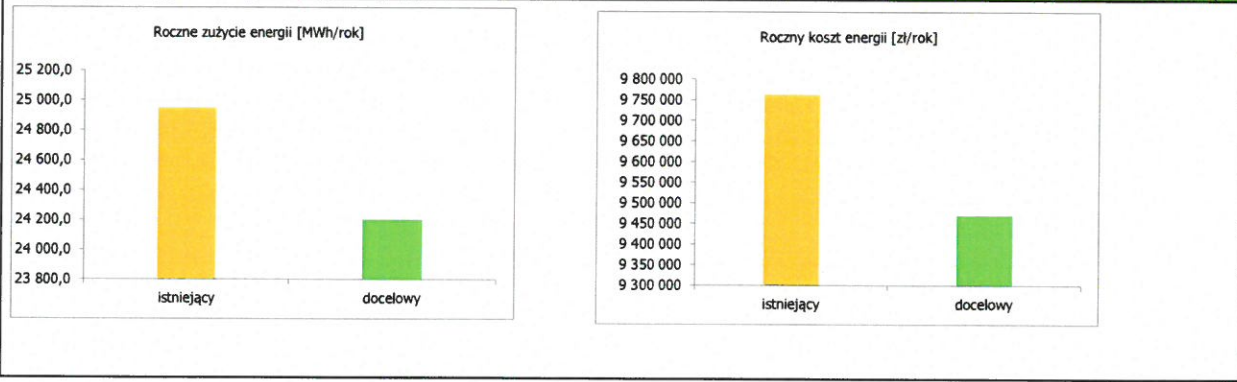 Roczne zużycie energii [MWh/rok]
25 200,0
25 000,0
24 800,0
24 600,0
24 400,0
24 200,0
24 000,0
23 800,0
istniejący docelowy
Roczny koszt energii [zł/rok]
9 800 000
9 750 000
9 700 000
9 650 000
9 600 000
9 550 000
9 500 000
9 450 000
9 400 000
9 350 000
9 300 000
istniejący docelowy